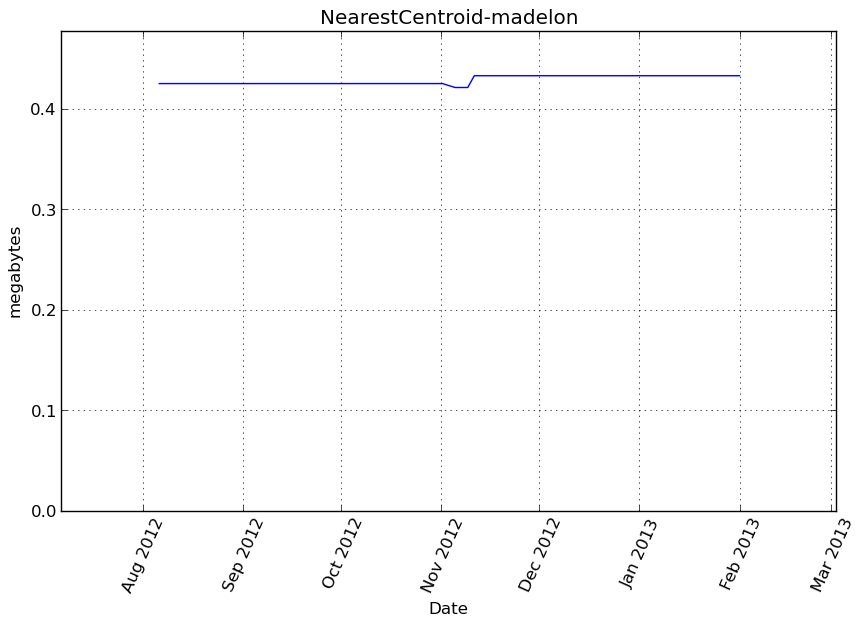 NearestCentroid-madelon
0.4
0.3
0.2
0.1
0.0
megabytes
Aug 2012
Sep 2012
Oct 2012
Nov 2012
Dec 2012
Jan 2013
Feb 2013
Mar 2013
Date